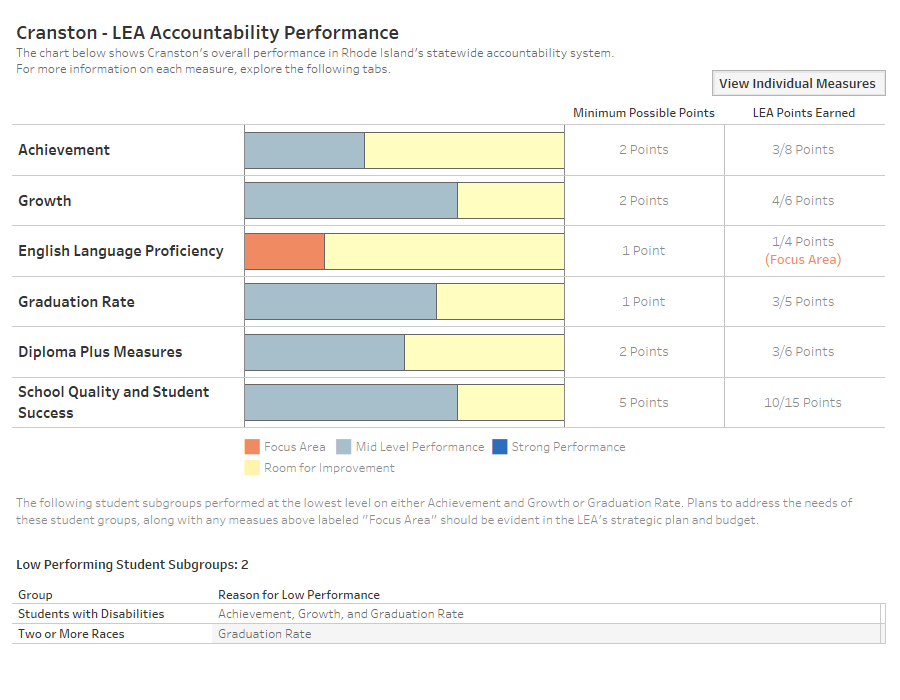 Cranston - LEA Accountability Performance
The chart below shows Cranston's overall performance in Rhode Island's statewide accountability system.
For more information on each measure, explore the following tabs.
View Individual Measures
Minimum Possible Points LEA Points Earned
Achievement 2 Points 3/8 Points
Growth 2 Points 4/6 Points
English Language Proficiency 1 Point 1/4 Points
(Focus Area)
Graduation Rate 1 Point 3/5 Points
Diploma Plus Measures 2 Points 3/6 Points
School Quality and Student
Success 5 Points 10/15 Points
Focus Area Mid Level Performance Strong Performance
Room for Improvement
The following student subgroups performed at the lowest level on either Achievement and Growth or Graduation Rate. Plans to address the needs of
these student groups, along with any measues above labeled "Focus Area" should be evident in the LEA's strategic plan and budget.
Low Performing Student Subgroups: 2
Group Reason for Low Performance
Students with Disabilities Achievement, Growth, and Graduation Rate
Two or More Races Graduation Rate